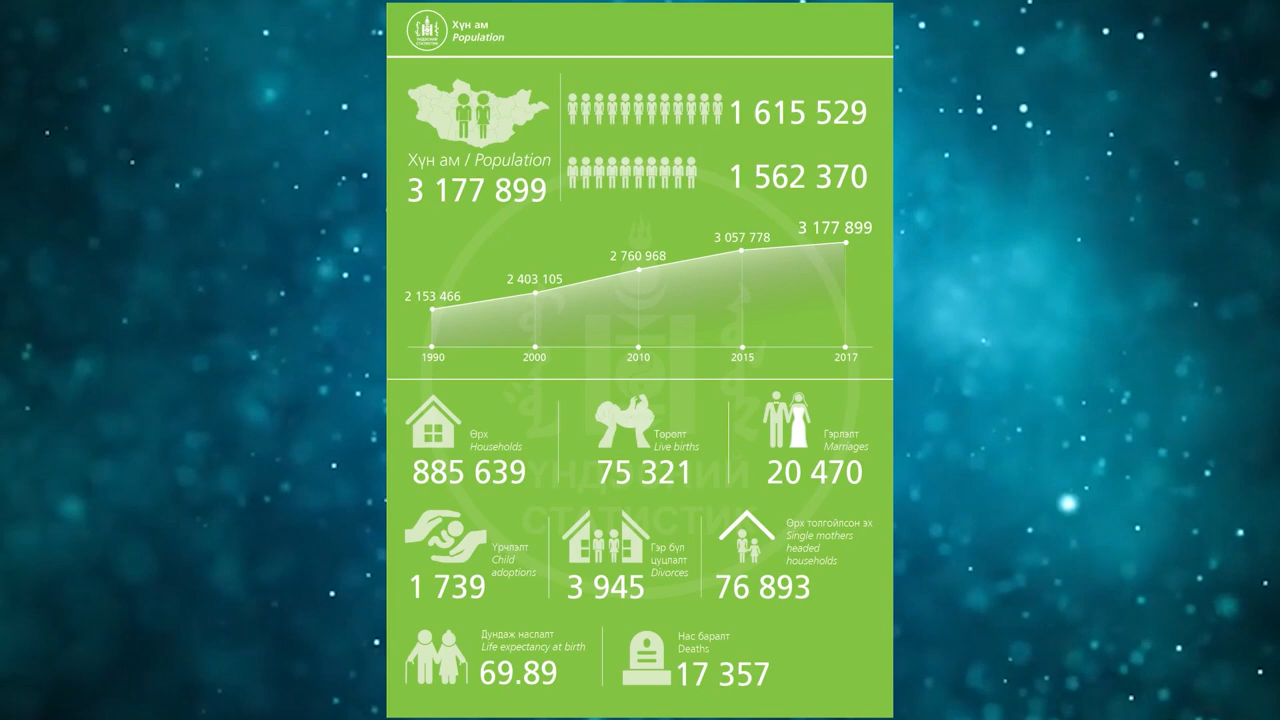 Хүн ам
Population
ҮНДЭСНИЙ
СТАТИСТИК
Хүн ам / Population
3 177 899
1 615 529
1 562 370
2 153 466
2 403 105
2 760 968
3 057 778
3 177 899
1990
2000
2010
2015
2017
Өрх
Households
885 639
Төрөлт
Live births
75 321
Гэрлэлт
Marriages
20 470
Үрчлэлт
Child
adoptions
1 739
Гэр бүл
цуцлалт
Divorces
3 945
Өрх толгойлсон эх
Single mothers
headed
households
76 893
Дундаж наслалт
Life expectancy at birth
69.89
Нас баралт
Deaths
17 357